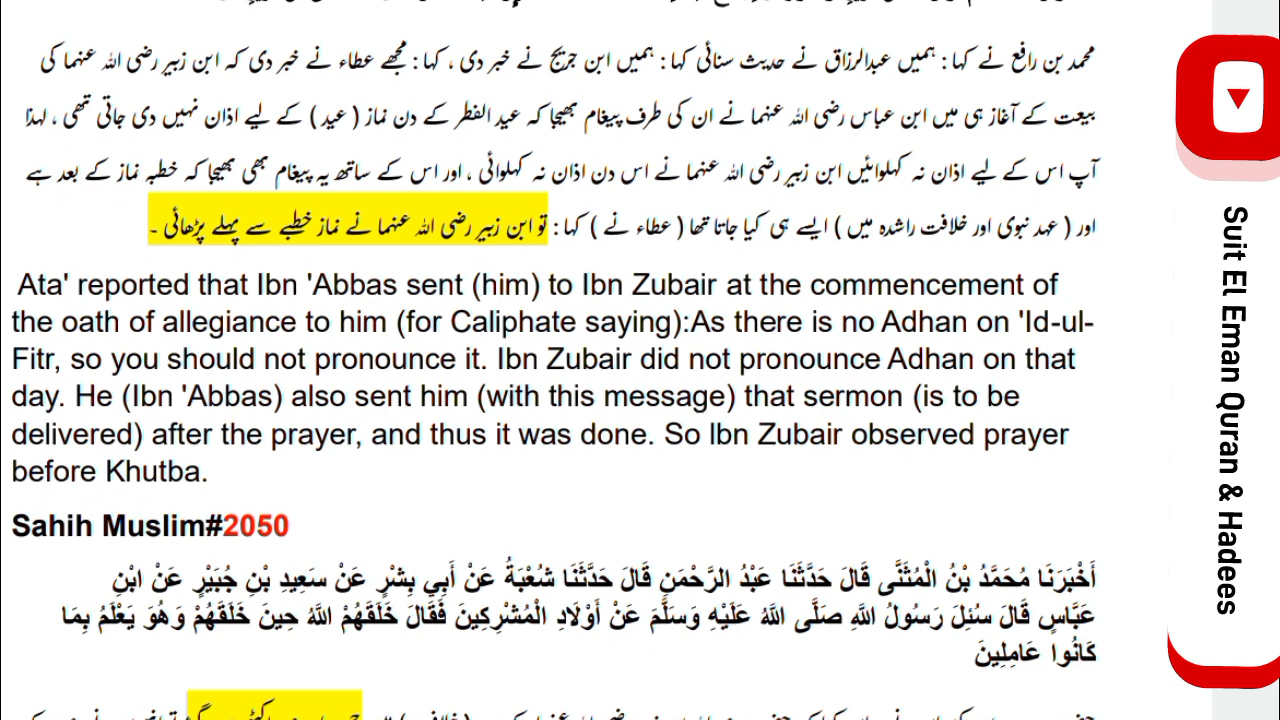 محمد بن رافع نے کہا : ہمیں عبدالرزاق نے حدیث سنائی کہا : ہمیں ابن جریج نے خبر دی ، کہا : مجھے عطاء نے خبر دی کہ ابن زبیر رضی اللہ عنہما کی
بیعت کے آغاز ہی میں ابن عباس رضی اللہ عنہما نے ان کی طرف پیغام بھیجا کہ عید الفطر کے دن نماز ( عید ) کے لیے اذان نہیں دی جاتی تھی ، لہذا
آپ اس کے لیے اذان نہ کہلوائیں ابن زبیر رضی اللہ عنہما نے اس دن اذان نہ کہلوائی ، اور اس کے ساتھ یہ پیغام بھی بھیجا کہ خطبہ نماز کے بعد ہے
اور ( عہد نبوی اور خلافت راشدہ میں ) ایسے ہی کیا جاتا تھا ( عطاء نے ) کہا : تو ابن زبیر رضی اللہ عنہما نے نماز خطبے سے پہلے پڑھائی ۔
Ata' reported that Ibn 'Abbas sent (him) to Ibn Zubair at the commencement of
the oath of allegiance to him (for Caliphate saying):As there is no Adhan on 'Id-ul-
Fitr, so you should not pronounce it. Ibn Zubair did not pronounce Adhan on that
day. He (Ibn 'Abbas) also sent him (with this message) that sermon (is to be
delivered) after the prayer, and thus it was done. So Ibn Zubair observed prayer
before Khutba.
Sahih Muslim#2050
أَخْبَرَنَا مُحَمَّدُ بْنُ الْمُثَنَّى قَالَ حَدَّثَنَا عَبْدُ الرَّحْمَنِ قَالَ حَدَّثَنَا شُعْبَةُ عَنْ أَبِي بِشْرٍ عَنْ سَعِيدِ بْنِ جُبَيْرٍ عَنْ ابْنِ
عَبَّاسٍ قَالَ سُئِلَ رَسُولُ اللَّهِ صَلَّى اللَّهُ عَلَيْهِ وَسَلَّمَ عَنْ أَوْلَادِ الْمُشْرِكِينَ فَقَالَ خَلَقَهُمْ اللَّهُ حِينَ خَلَقَهُمْ وَهُوَ يَعْلَمُ بِمَا
كَانُوا عَامِلِينَ
Suit El Eman Quran & Hadees